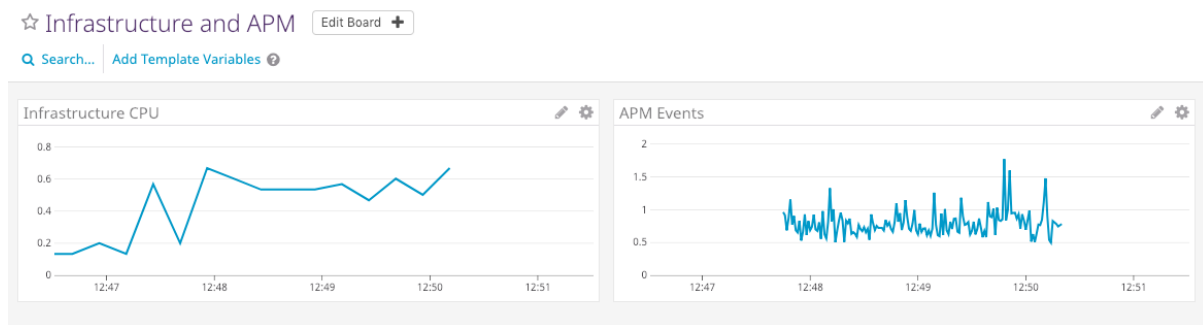 Infrastructure and APM
Edit Board +
Search... Add Template Variables ?
Infrastructure CPU
0.8
0.6
0.4
0.2
0
12:47 12:48 12:49 12:50 12:51
APM Events
2
1.5
1
0.5
0
12:47 12:48 12:49 12:50 12:51